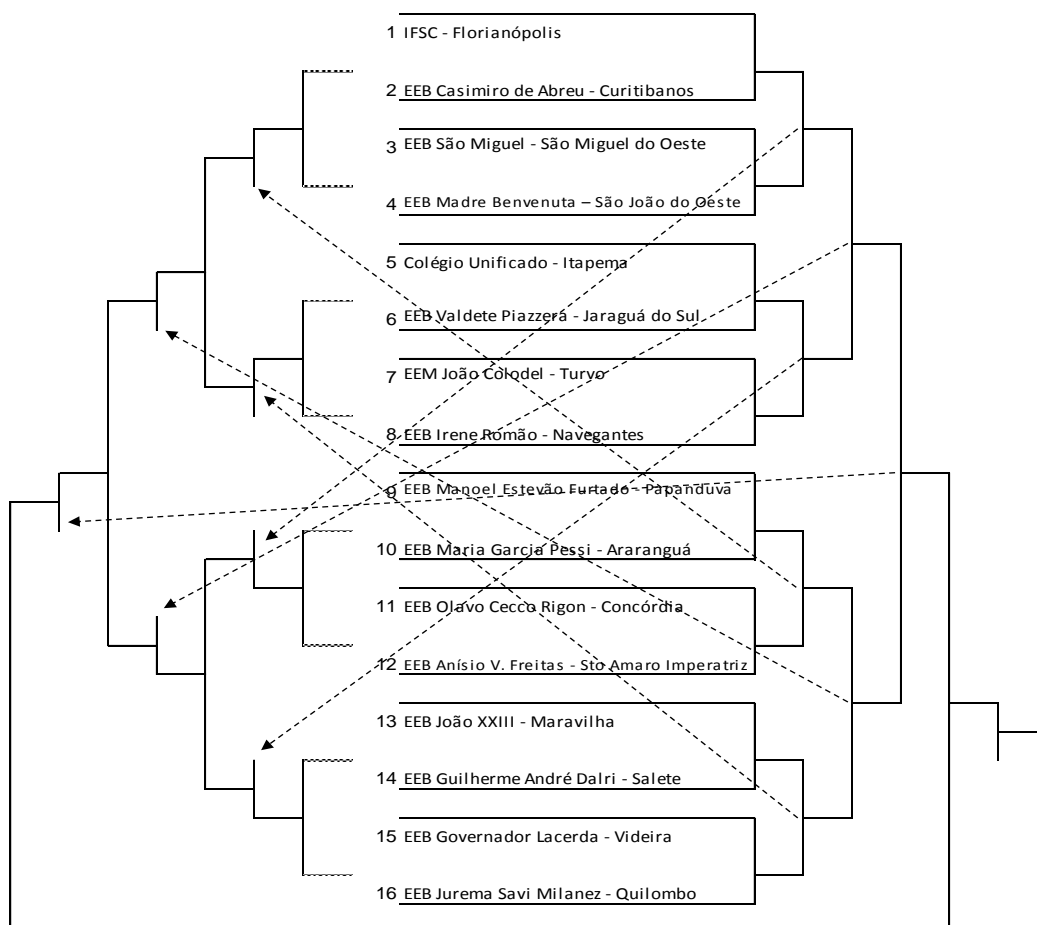 1 IFSC - Florianópolis
2 EEB Casimiro de Abreu - Curitibanos
3 EEB São Miguel - São Miguel do Oeste
4 EEB Madre Benvenuta – São João do Oeste
5 Colégio Unificado - Itapema
6 EEB Valdete Piazzera - Jaraguá do Sul
7 EEM João Colodel - Turvo
8 EEB Irene Romão - Navegantes
9 EEB Manoel Estevão Furtado - Papanduva
10 EEB Maria Garcia Pessi - Araranguá
11 EEB Olavo Cecco Rigon - Concórdia
12 EEB Anísio V. Freitas - Sto Amaro Imperatriz
13 EEB João XXIII - Maravilha
14 EEB Guilherme André Dalri - Salete
15 EEB Governador Lacerda - Videira
16 EEB Jurema Savi Milanez - Quilombo